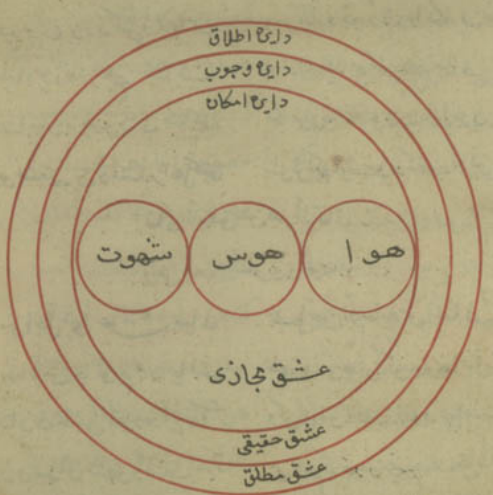 دایرهٔ اطلاق
دایرهٔ وجوب
دایرهٔ امکان
هوا هوس شهوت
عشق مجازی
عشق حقیقی
عشق مطلق